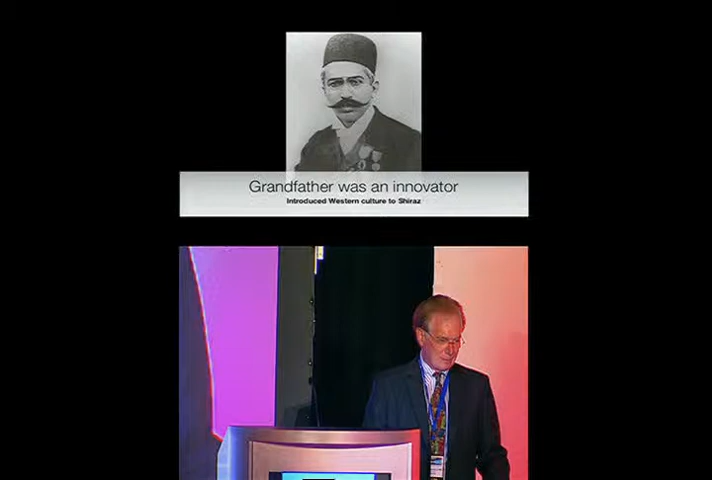 Grandfather was an innovator
Introduced Western culture to Shiraz